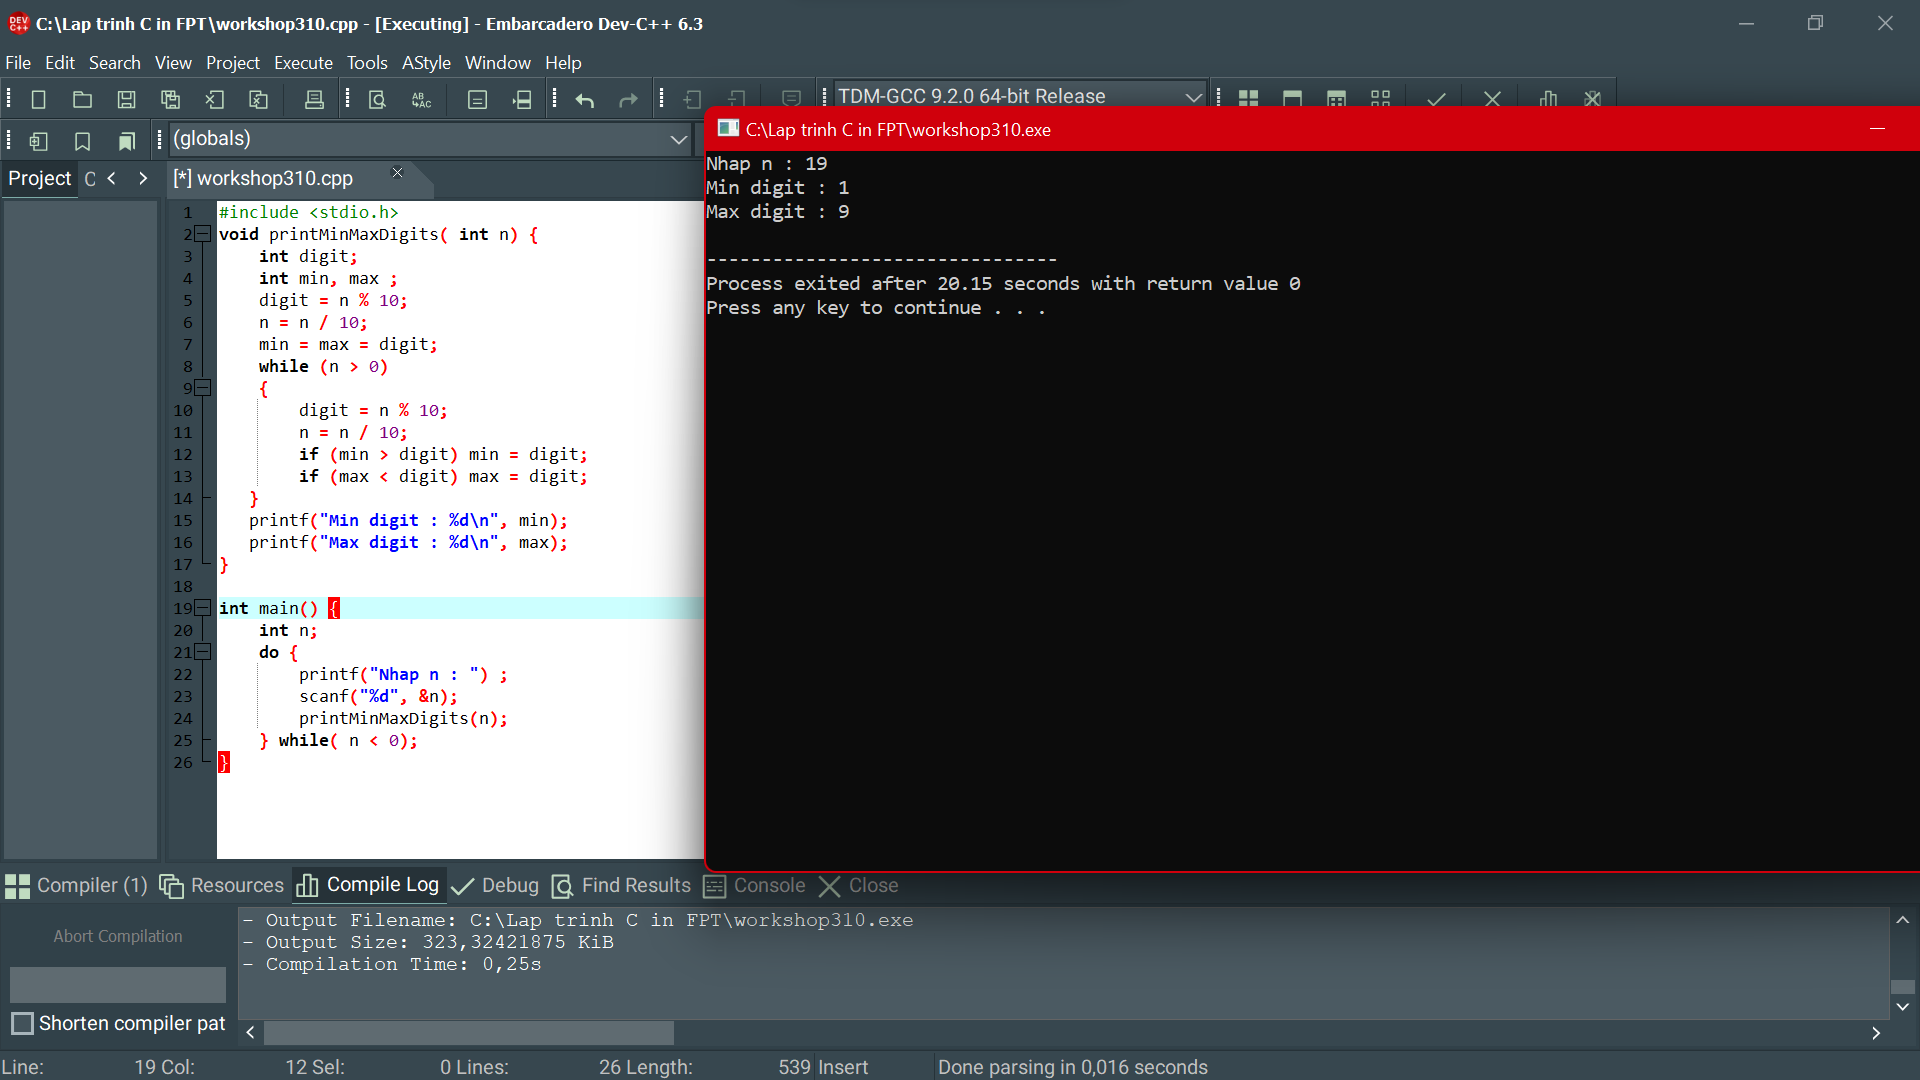 C:\Lap trinh C in FPT\workshop310.cpp - [Executing] - Embarcadero Dev-C++ 6.3
File Edit Search View Project Execute Tools AStyle Window Help
TDM-GCC 9.2.0 64-bit Release
(globals)
Project C
[*] workshop310.cpp
1 #include <stdio.h>
2 void printMinMaxDigits( int n) {
3     int digit;
4     int min, max ;
5     digit = n % 10;
6     n = n / 10;
7     min = max = digit;
8     while (n > 0)
9     {
10         digit = n % 10;
11         n = n / 10;
12         if (min > digit) min = digit;
13         if (max < digit) max = digit;
14    }
15    printf("Min digit : %d\n", min);
16    printf("Max digit : %d\n", max);
17 }
18
19 int main() {
20     int n;
21     do {
22         printf("Nhap n : ") ;
23         scanf("%d", &n);
24         printMinMaxDigits(n);
25     } while( n < 0);
26 }
C:\Lap trinh C in FPT\workshop310.exe
Nhap n : 19
Min digit : 1
Max digit : 9
--------------------------------
Process exited after 20.15 seconds with return value 0
Press any key to continue . . .
Compiler (1) Resources Compile Log Debug Find Results Console Close
Abort Compilation
Shorten compiler pat
- Output Filename: C:\Lap trinh C in FPT\workshop310.exe
- Output Size: 323,32421875 KiB
- Compilation Time: 0,25s
Line: 19 Col: 12 Sel: 0 Lines: 26 Length: 539 Insert Done parsing in 0,016 seconds